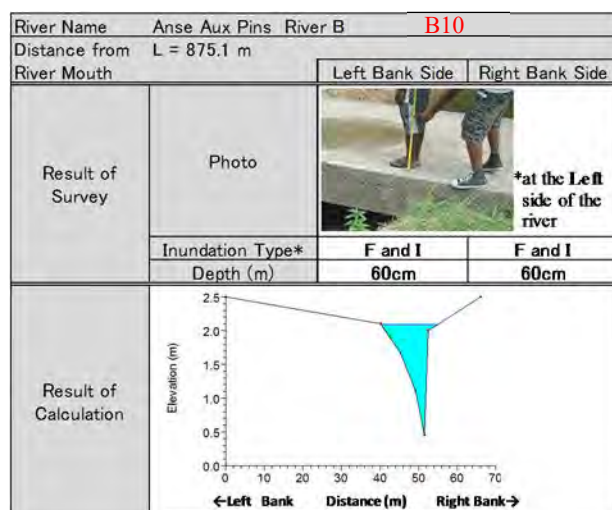 River Name Anse Aux Pins River B B10
Distance from L = 875.1 m
River Mouth Left Bank Side Right Bank Side
Result of
Survey
Photo
*at the Left
side of the
river
Inundation Type* F and I F and I
Depth (m) 60cm 60cm
Result of
Calculation
Elevation (m)
2.5
2.0
1.5
1.0
0.5
0.0
0 10 20 30 40 50 60 70
←Left Bank Distance (m) Right Bank→